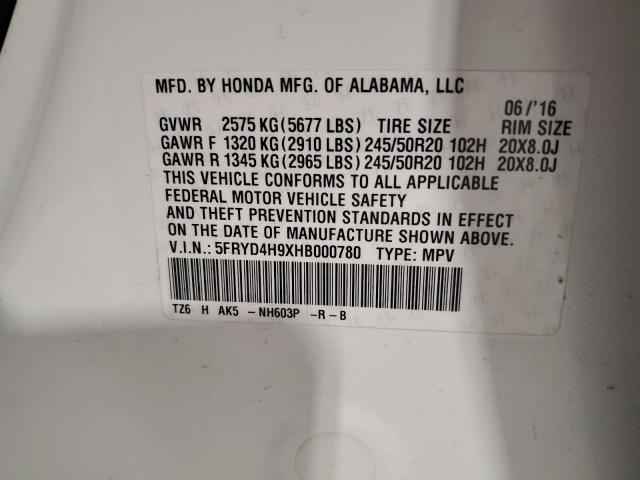 MFD. BY HONDA MFG. OF ALABAMA, LLC
06/'16
GVWR 2575 KG(5677 LBS) TIRE SIZE RIM SIZE
GAWR F 1320 KG(2910 LBS) 245/50R20 102H 20X8.0J
GAWR R 1345 KG(2965 LBS) 245/50R20 102H 20X8.0J
THIS VEHICLE CONFORMS TO ALL APPLICABLE
FEDERAL MOTOR VEHICLE SAFETY
AND THEFT PREVENTION STANDARDS IN EFFECT
ON THE DATE OF MANUFACTURE SHOWN ABOVE.
V.I.N.: 5FRYD4H9XHB000780 TYPE: MPV
TZ6 H AK5 -NH603P -R-B